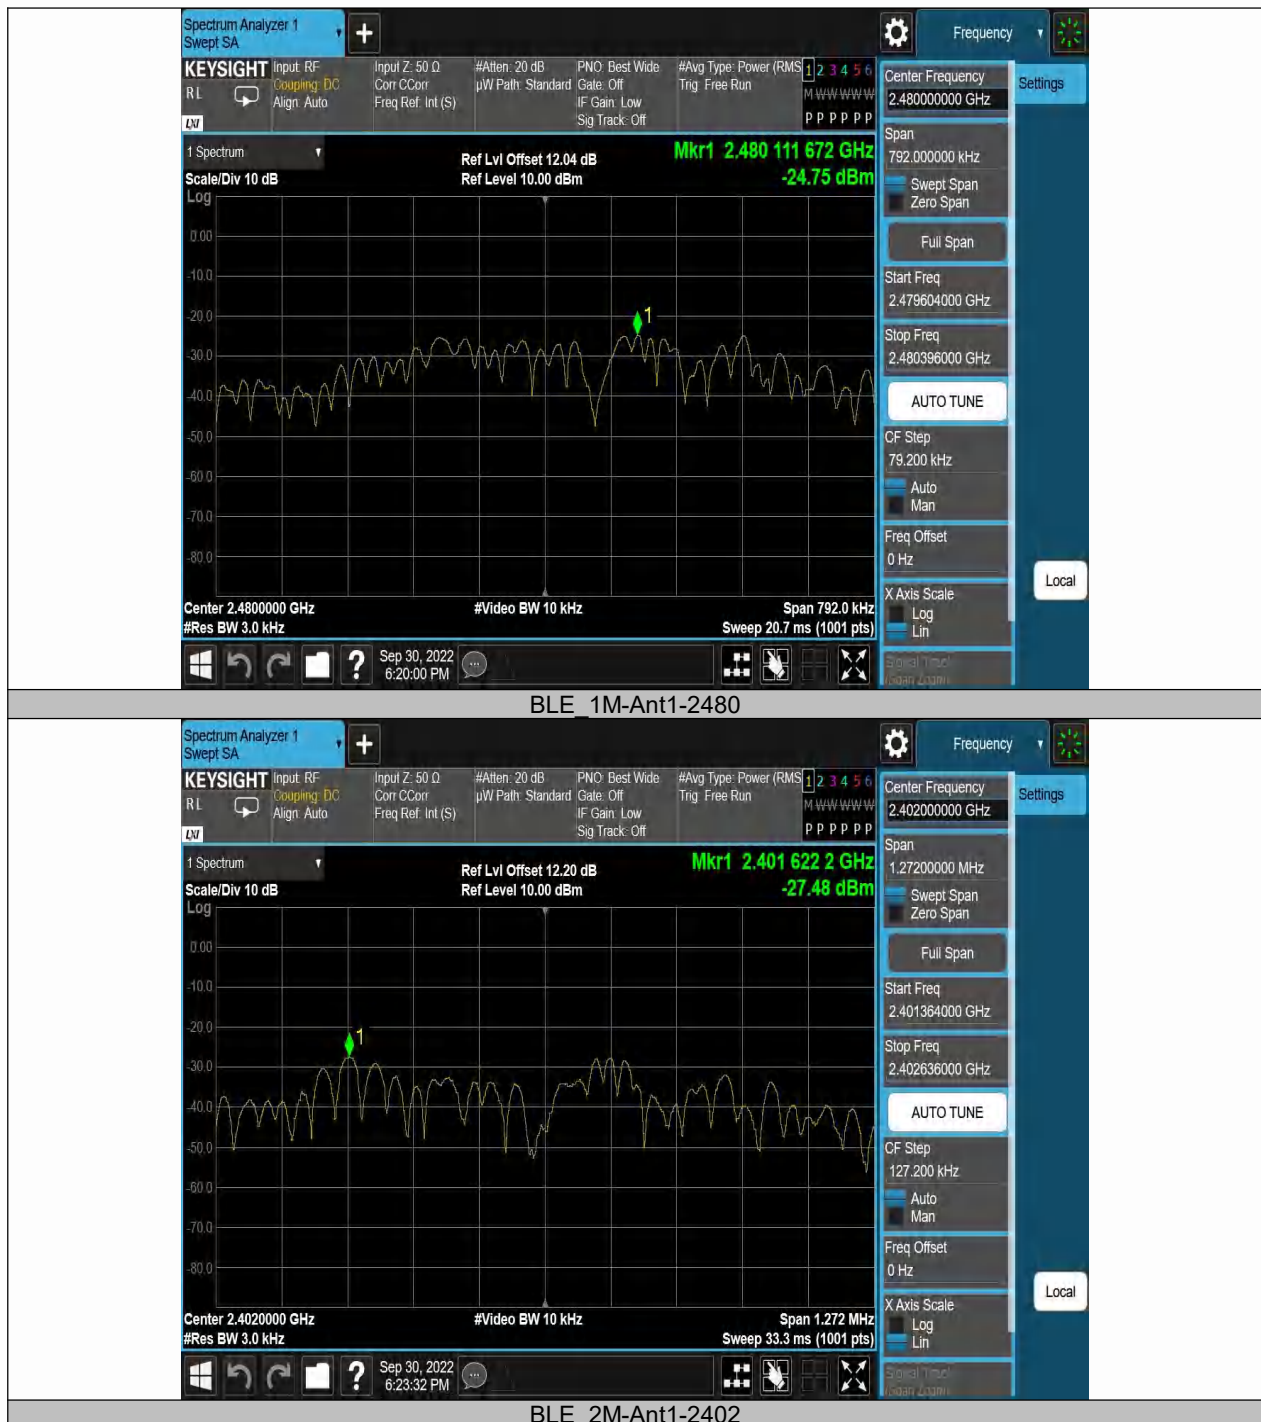 Spectrum Analyzer 1
Swept SA
+
Frequency
KEYSIGHT
RL
LXI
Input: RF
Coupling: DC
Align: Auto
Input Z: 50 Ω
Corr CCorr
Freq Ref: Int (S)
#Atten: 20 dB
µW Path: Standard
PNO: Best Wide
Gate: Off
IF Gain: Low
Sig Track: Off
#Avg Type: Power (RMS
Trig: Free Run
1 2 3 4 5 6
M W W W W W
P P P P P P
Center Frequency
2.480000000 GHz
Settings
Span
792.000000 kHz
Swept Span
Zero Span
Full Span
Start Freq
2.479604000 GHz
Stop Freq
2.480396000 GHz
AUTO TUNE
CF Step
79.200 kHz
Auto
Man
Freq Offset
0 Hz
X Axis Scale
Log
Lin
Signal Track
(Span Zoom)
Local
1 Spectrum
Scale/Div 10 dB
Ref Lvl Offset 12.04 dB
Ref Level 10.00 dBm
Mkr1 2.480 111 672 GHz
-24.75 dBm
Log
0.00
-10.0
-20.0
-30.0
-40.0
-50.0
-60.0
-70.0
-80.0
1
Center 2.4800000 GHz
#Res BW 3.0 kHz
#Video BW 10 kHz
Span 792.0 kHz
Sweep 20.7 ms (1001 pts)
?
Sep 30, 2022
6:20:00 PM
BLE_1M-Ant1-2480
Spectrum Analyzer 1
Swept SA
+
Frequency
KEYSIGHT
RL
LXI
Input: RF
Coupling: DC
Align: Auto
Input Z: 50 Ω
Corr CCorr
Freq Ref: Int (S)
#Atten: 20 dB
µW Path: Standard
PNO: Best Wide
Gate: Off
IF Gain: Low
Sig Track: Off
#Avg Type: Power (RMS
Trig: Free Run
1 2 3 4 5 6
M W W W W W
P P P P P P
Center Frequency
2.402000000 GHz
Settings
Span
1.27200000 MHz
Swept Span
Zero Span
Full Span
Start Freq
2.401364000 GHz
Stop Freq
2.402636000 GHz
AUTO TUNE
CF Step
127.200 kHz
Auto
Man
Freq Offset
0 Hz
X Axis Scale
Log
Lin
Signal Track
(Span Zoom)
Local
1 Spectrum
Scale/Div 10 dB
Ref Lvl Offset 12.20 dB
Ref Level 10.00 dBm
Mkr1 2.401 622 2 GHz
-27.48 dBm
Log
0.00
-10.0
-20.0
-30.0
-40.0
-50.0
-60.0
-70.0
-80.0
1
Center 2.4020000 GHz
#Res BW 3.0 kHz
#Video BW 10 kHz
Span 1.272 MHz
Sweep 33.3 ms (1001 pts)
?
Sep 30, 2022
6:23:32 PM
BLE_2M-Ant1-2402